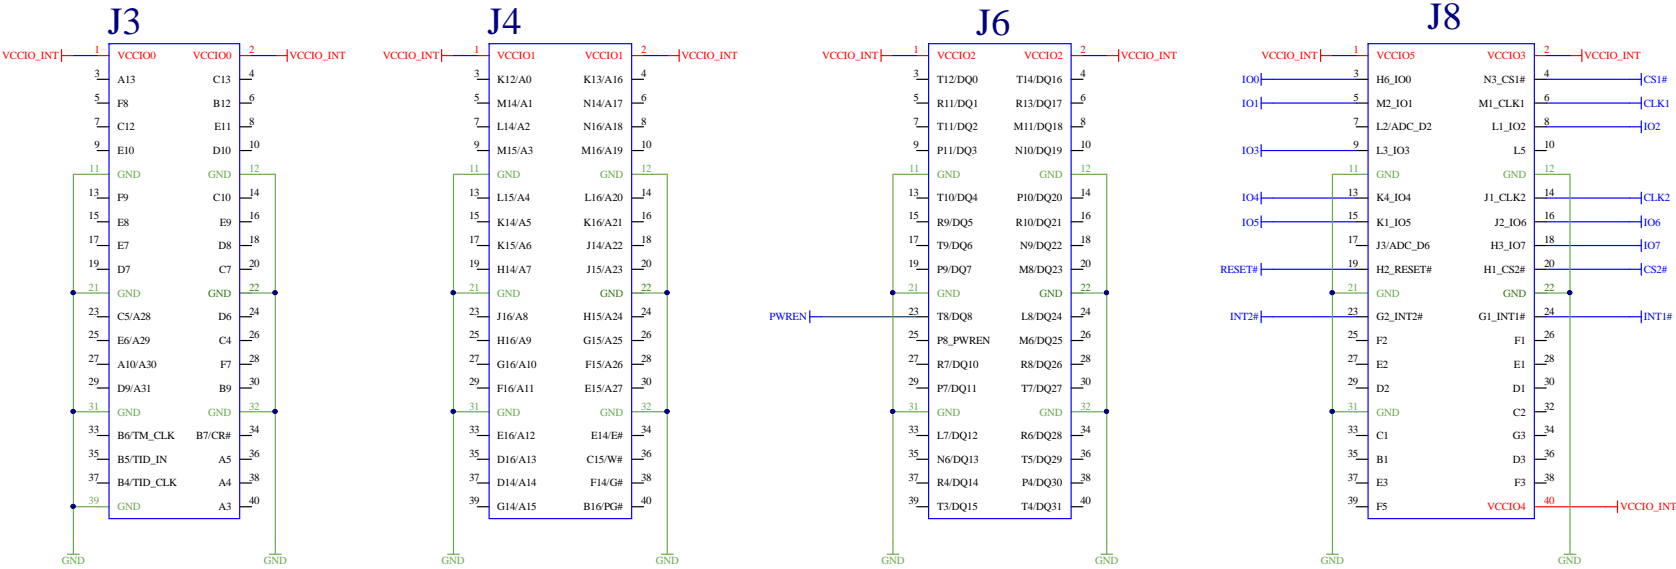 J3 J4 J6 J8
VCCIO_INT 1 VCCIO0 VCCIO0 2 VCCIO_INT VCCIO_INT 1 VCCIO1 VCCIO1 2 VCCIO_INT VCCIO_INT 1 VCCIO2 VCCIO2 2 VCCIO_INT VCCIO_INT 1 VCCIO5 VCCIO3 2 VCCIO_INT
3 A13 C13 4 3 K12/A0 K13/A16 4 3 T12/DQ0 T14/DQ16 4 IO0 3 H6_IO0 N3_CS1# 4 CS1#
5 F8 B12 6 5 M14/A1 N14/A17 6 5 R11/DQ1 R13/DQ17 6 IO1 5 M2_IO1 M1_CLK1 6 CLK1
7 C12 E11 8 7 L14/A2 N16/A18 8 7 T11/DQ2 M11/DQ18 8 7 L2/ADC_D2 L1_IO2 8 IO2
9 E10 D10 10 9 M15/A3 M16/A19 10 9 P11/DQ3 N10/DQ19 10 IO3 9 L3_IO3 L5 10
11 GND GND 12 11 GND GND 12 11 GND GND 12 11 GND GND 12
13 F9 C10 14 13 L15/A4 L16/A20 14 13 T10/DQ4 P10/DQ20 14 IO4 13 K4_IO4 J1_CLK2 14 CLK2
15 E8 E9 16 15 K14/A5 K16/A21 16 15 R9/DQ5 R10/DQ21 16 IO5 15 K1_IO5 J2_IO6 16 IO6
17 E7 D8 18 17 K15/A6 J14/A22 18 17 T9/DQ6 N9/DQ22 18 17 J3/ADC_D6 H3_IO7 18 IO7
19 D7 C7 20 19 H14/A7 J15/A23 20 19 P9/DQ7 M8/DQ23 20 RESET# 19 H2_RESET# H1_CS2# 20 CS2#
21 GND GND 22 21 GND GND 22 21 GND GND 22 21 GND GND 22
23 C5/A28 D6 24 23 J16/A8 H15/A24 24 PWREN 23 T8/DQ8 L8/DQ24 24 INT2# 23 G2_INT2# G1_INT1# 24 INT1#
25 E6/A29 C4 26 25 H16/A9 G15/A25 26 25 P8_PWREN M6/DQ25 26 25 F2 F1 26
27 A10/A30 F7 28 27 G16/A10 F15/A26 28 27 R7/DQ10 R8/DQ26 28 27 E2 E1 28
29 D9/A31 B9 30 29 F16/A11 E15/A27 30 29 P7/DQ11 T7/DQ27 30 29 D2 D1 30
31 GND GND 32 31 GND GND 32 31 GND GND 32 31 GND C2 32
33 B6/TM_CLK B7/CR# 34 33 E16/A12 E14/E# 34 33 L7/DQ12 R6/DQ28 34 33 C1 G3 34
35 B5/TID_IN A5 36 35 D16/A13 C15/W# 36 35 N6/DQ13 T5/DQ29 36 35 B1 D3 36
37 B4/TID_CLK A4 38 37 D14/A14 F14/G# 38 37 R4/DQ14 P4/DQ30 38 37 E3 F3 38
39 GND A3 40 39 G14/A15 B16/PG# 40 39 T3/DQ15 T4/DQ31 40 39 F5 VCCIO4 40 VCCIO_INT
GND GND GND GND GND GND GND GND